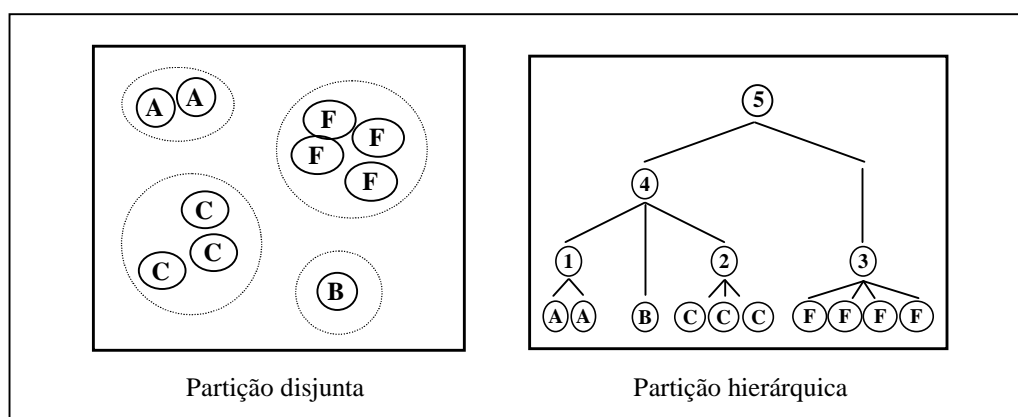 A A
F
F
F
F
C
C
C
B
5
4
1 2 3
A A B C C C F F F F
Partição disjunta
Partição hierárquica